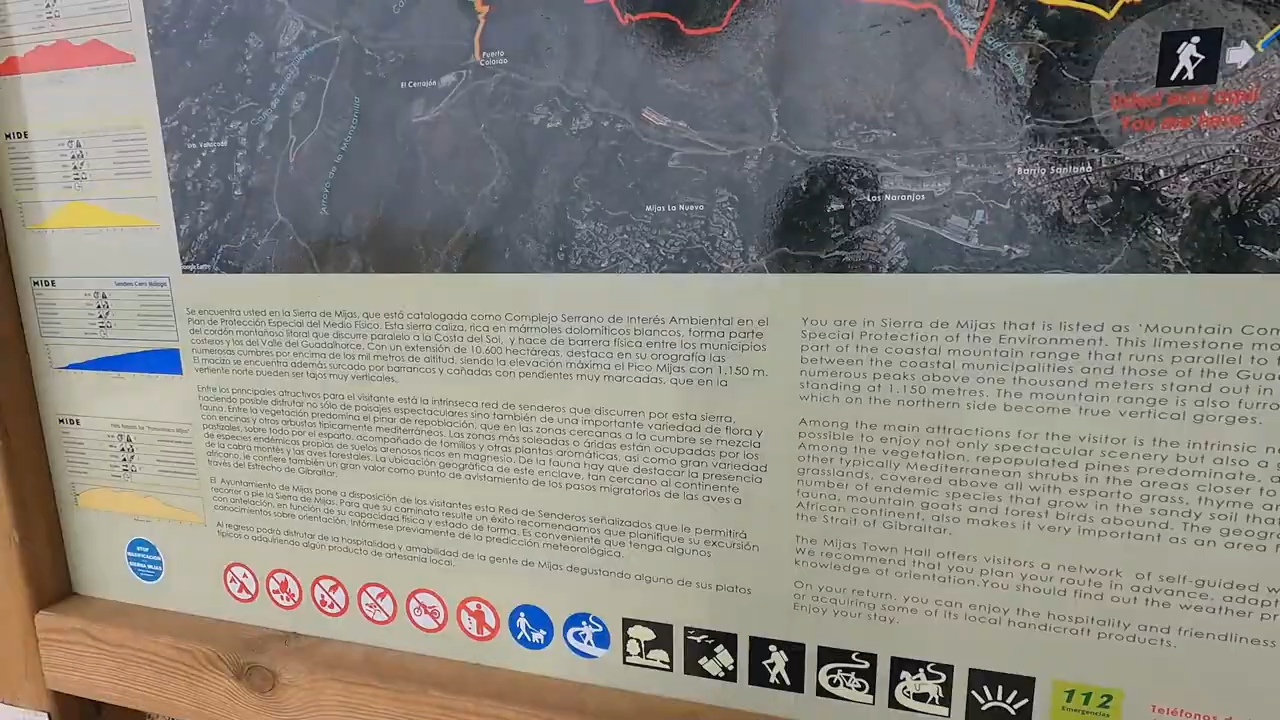 Puerto
Colorao
El Cerrajón
Usted está aquí
You are here
MIDE
Arroyo de la Manzanilla
Barrio Santana
Los Naranjos
Mijas La Nueva
MIDE
Se encuentra usted en la Sierra de Mijas, que está catalogada como Complejo Serrano de Interés Ambiental en el
Plan de Protección Especial del Medio Físico. Esta sierra caliza, rica en mármoles dolomíticos blancos, forma parte
del cordón montañoso litoral que discurre paralelo a la Costa del Sol, y hace de barrera física entre los municipios
costeros y los del Valle del Guadalhorce. Con un extensión de 10.600 hectáreas, destaca en su orografía las
numerosas cumbres por encima de los mil metros de altitud, siendo la elevación máxima el Pico Mijas con 1.150 m.
El macizo se encuentra además surcado por barrancos y cañadas con pendientes muy marcadas, que en la
vertiente norte pueden ser tajos muy verticales.
Entre los principales atractivos para el visitante está la intrínseca red de senderos que discurren por esta sierra,
haciendo posible disfrutar no sólo de paisajes espectaculares sino también de una importante variedad de flora y
fauna. Entre la vegetación predomina el pinar de repoblación, que en las zonas cercanas a la cumbre se mezcla
con encinas y otras arbustos típicamente mediterráneos. Las zonas más soleadas o áridas están ocupadas por los
pastizales, sobre todo por el esparto, acompañado de tomillos y otras plantas aromáticas, así como gran variedad
de especies endémicas propias de suelos arenosos ricos en magnesio. De la fauna hay que destacar la presencia
de la cabra montés y las aves forestales. La ubicación geográfica de este enclave, tan cercano al continente
africano, le confiere también un gran valor como punto de avistamiento de los pasos migratorios de las aves a
través del Estrecho de Gibraltar.
El Ayuntamiento de Mijas pone a disposición de los visitantes esta Red de Senderos señalizados que le permitirá
recorrer a pie la Sierra de Mijas. Para que su caminata resulte un éxito recomendamos que planifique su excursión
con antelación, en función de su capacidad física y estado de forma. Es conveniente que tenga algunos
conocimientos sobre orientación. Infórmese previamente de la predicción meteorológica.
Al regreso podrá disfrutar de la hospitalidad y amabilidad de la gente de Mijas degustando alguno de sus platos
típicos o adquiriendo algún producto de artesanía local.
You are in Sierra de Mijas that is listed as 'Mountain Com
Special Protection of the Environment. This limestone mo
part of the coastal mountain range that runs parallel to
between the coastal municipalities and those of the Gua
numerous peaks above one thousand meters stand out in
standing at 1.150 metres. The mountain range is also furro
which on the northern side become true vertical gorges.
Among the main attractions for the visitor is the intrinsic n
possible to enjoy not only spectacular scenery but also a
Among the vegetation, repopulated pines predominate, a
other typically Mediterranean shrubs in the areas closer to
grasslands, covered above all with esparto grass, thyme an
number of endemic species that grow in the sandy soil tha
fauna, mountain goats and forest birds abound. The geogra
African continent, also makes it very important as an area
the Strait of Gibraltar.
The Mijas Town Hall offers visitors a network of self-guided w
We recommend that you plan your route in advance, adapt
knowledge of orientation.You should find out the weather pr
On your return, you can enjoy the hospitality and friendliness
or acquiring some of its local handicraft products.
Enjoy your stay.
MIDE
STOP
MASIFICACIÓN
SIERRA MIJAS
112
Emergencias
Teléfonos d